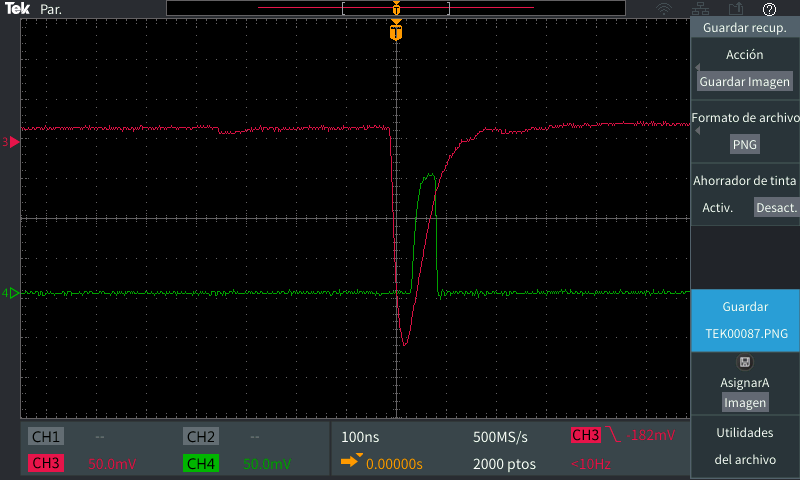 Tek Par.
T
T
?
Guardar recup.
Acción
Guardar Imagen
Formato de archivo
PNG
Ahorrador de tinta
Activ. Desact.
3
4
Guardar
TEK00087.PNG
AsignarA
Imagen
Utilidades
del archivo
CH1 -- CH2 -- 100ns 500MS/s CH3 -182mV
CH3 50.0mV CH4 50.0mV 0.00000s 2000 ptos <10Hz